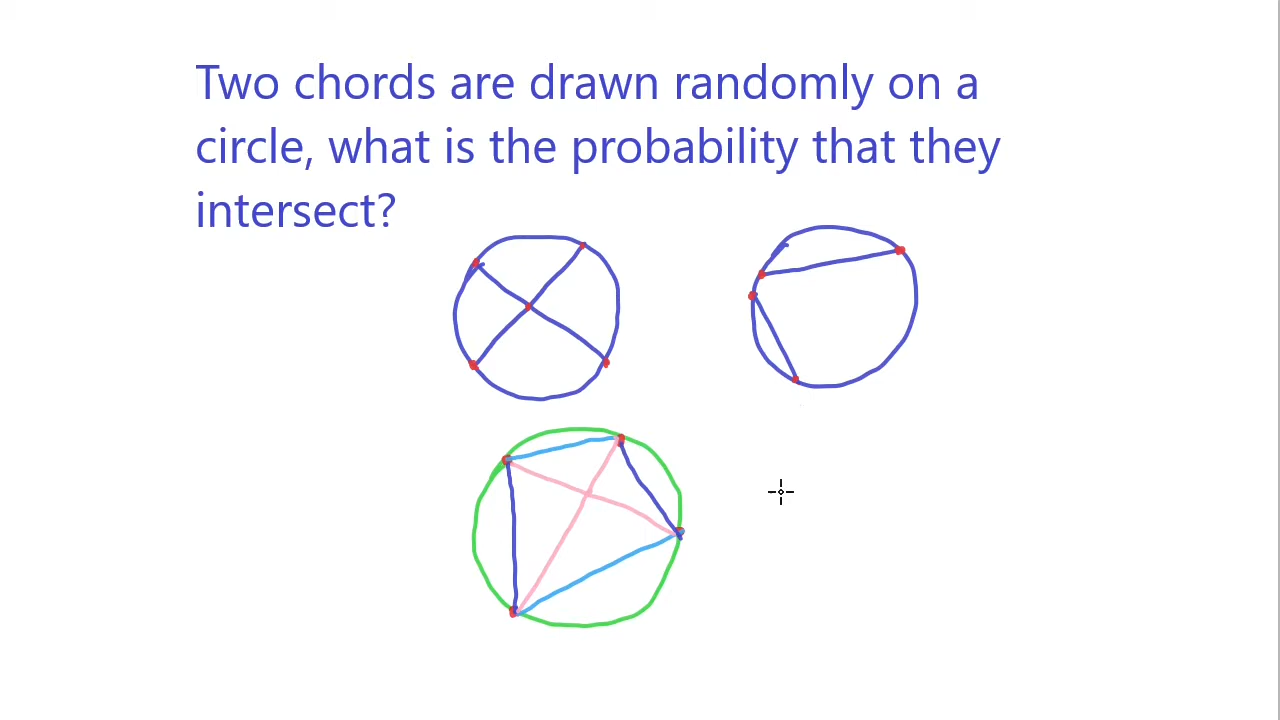 Two chords are drawn randomly on a
circle, what is the probability that they
intersect?